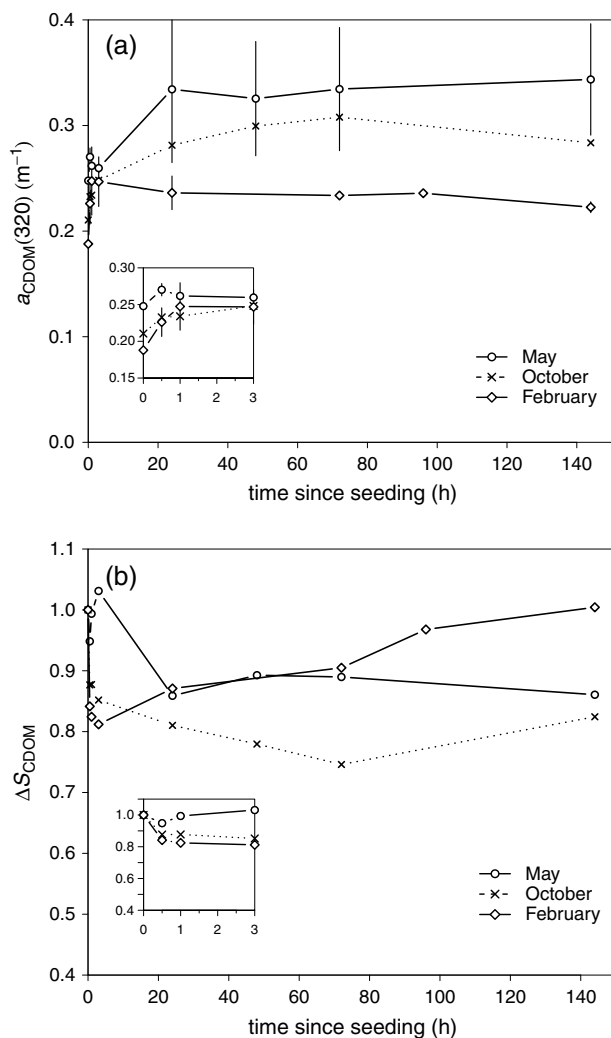 (a)
0.4
0.3
0.2
0.1
0.0
aCDOM(320) (m−1)
0.30
0.25
0.20
0.15
0 1 3
May
October
February
0 20 40 60 80 100 120 140
time since seeding (h)
(b)
1.1
1.0
0.9
0.8
0.7
0.6
0.5
0.4
ΔSCDOM
1.0
0.8
0.6
0.4
0 1 3
May
October
February
0 20 40 60 80 100 120 140
time since seeding (h)